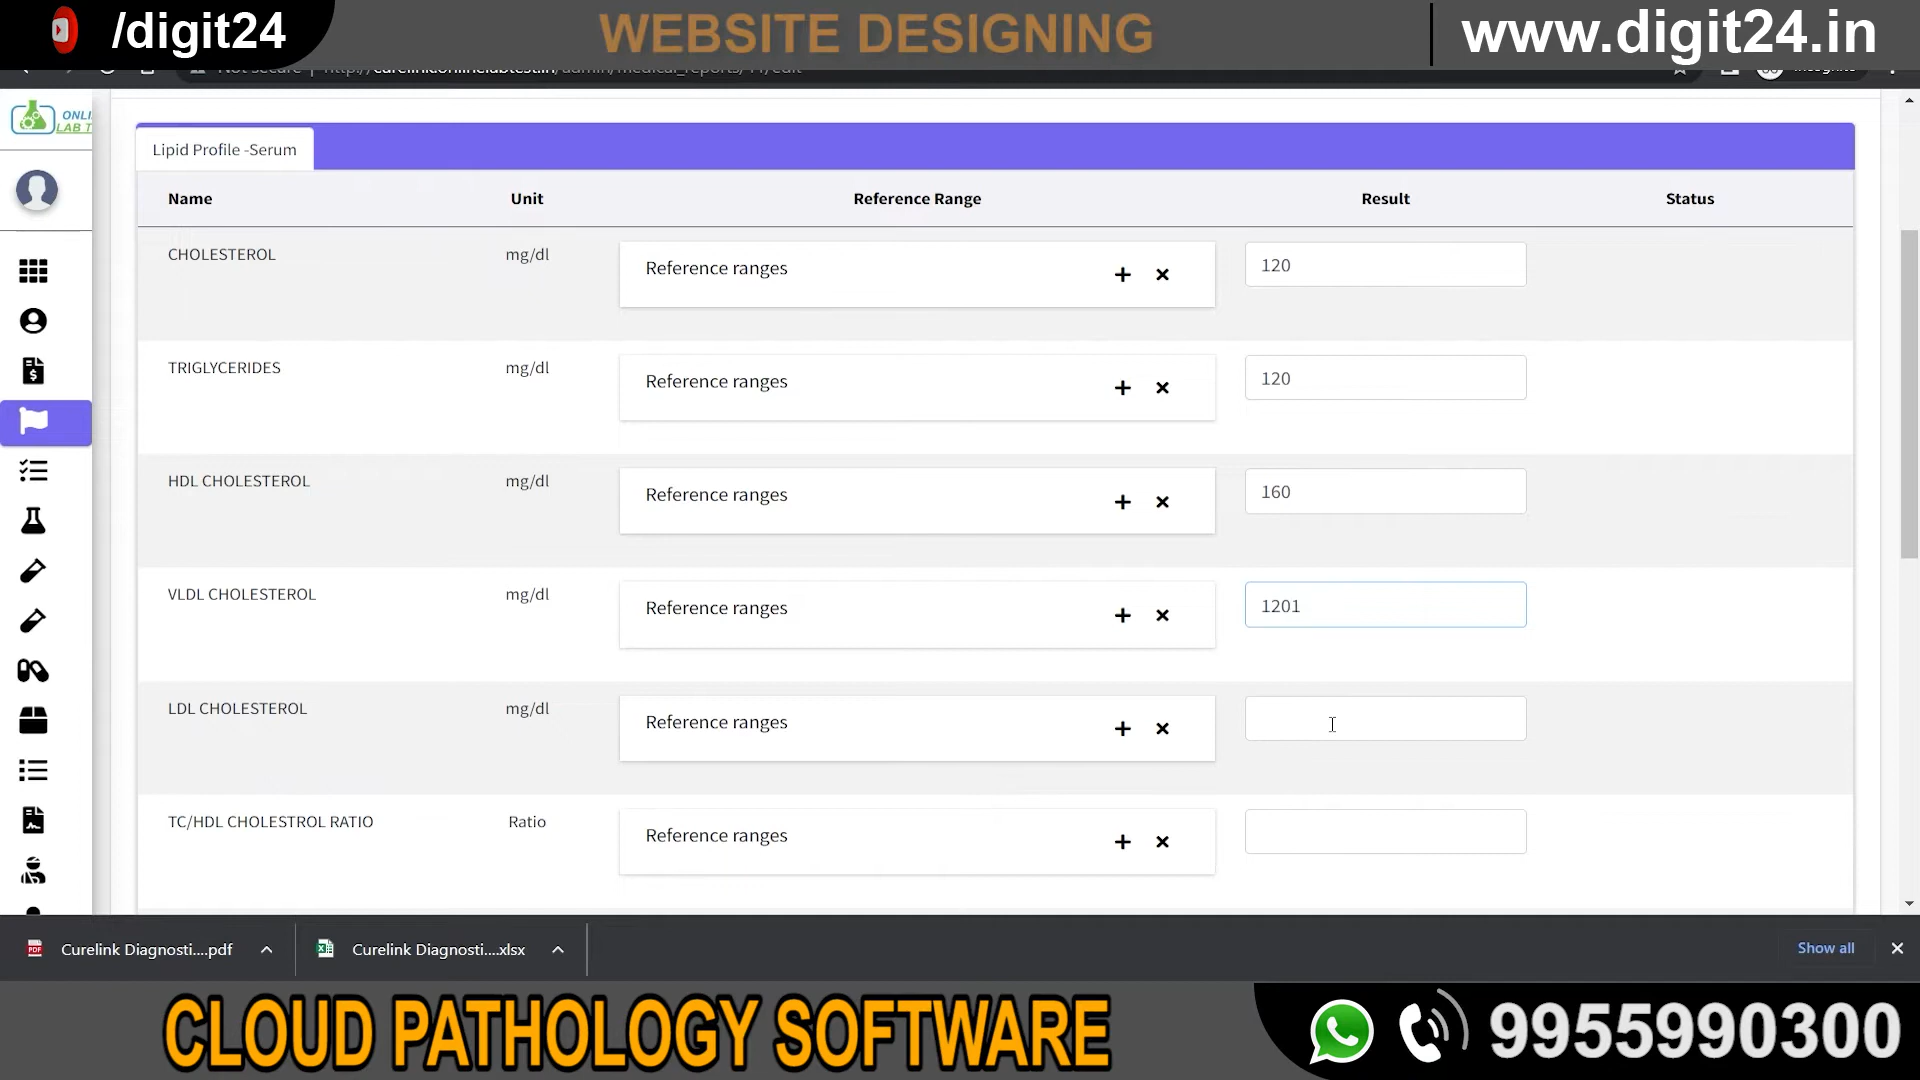 /digit24
WEBSITE DESIGNING
www.digit24.in
ONLI
LAB T
Lipid Profile -Serum
Name Unit Reference Range Result Status
CHOLESTEROL mg/dl Reference ranges + × 120
TRIGLYCERIDES mg/dl Reference ranges + × 120
HDL CHOLESTEROL mg/dl Reference ranges + × 160
VLDL CHOLESTEROL mg/dl Reference ranges + × 1201
LDL CHOLESTEROL mg/dl Reference ranges + ×
TC/HDL CHOLESTROL RATIO Ratio Reference ranges + ×
PDF Curelink Diagnosti....pdf Curelink Diagnosti....xlsx Show all
CLOUD PATHOLOGY SOFTWARE
9955990300